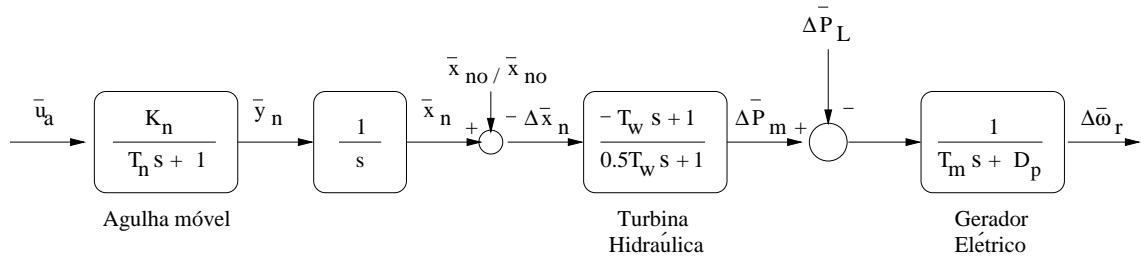 ΔP̄_L
x̄_no / x̄_no
ū_a
K_n
T_n s + 1
ȳ_n
1
s
x̄_n
+
− Δx̄_n
− T_w s + 1
0.5T_w s + 1
ΔP̄_m +
−
1
T_m s + D_p
Δω̄_r
Agulha móvel
Turbina
Hidraúlica
Gerador
Elétrico